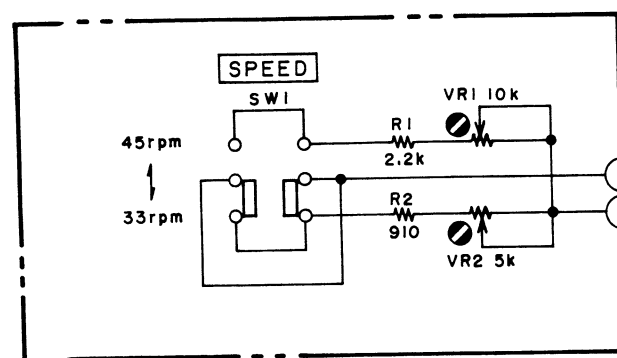 SPEED
SW1
VR1 10k
45rpm
R1
2.2k
33rpm
R2
910
VR2 5k